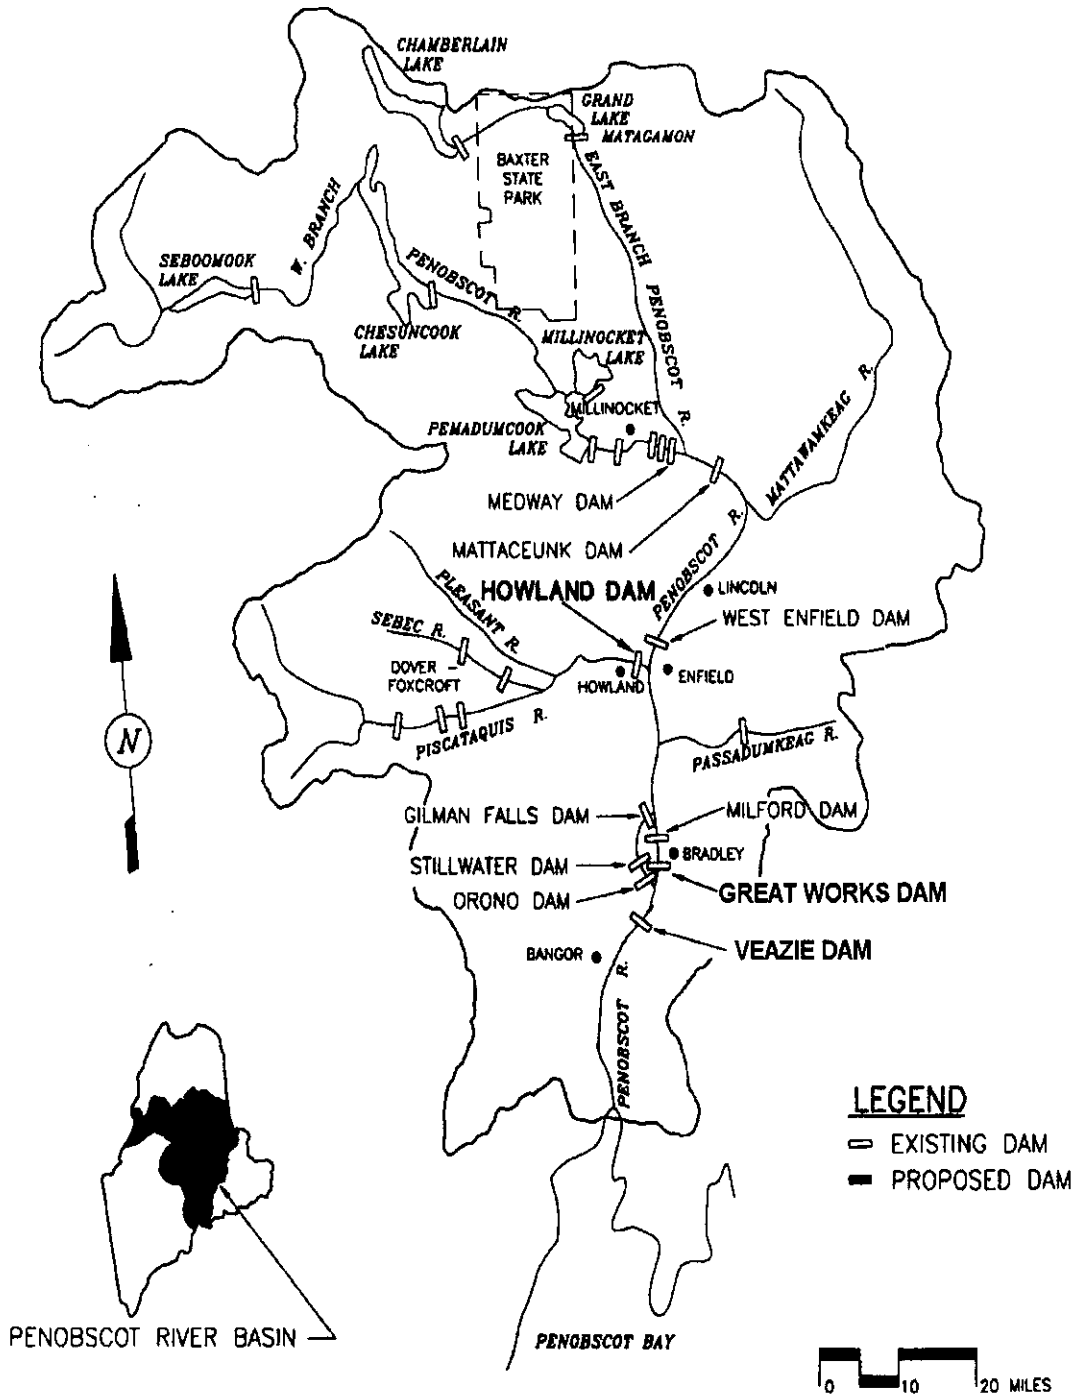 CHAMBERLAIN
LAKE
GRAND
LAKE
MATAGAMON
BAXTER
STATE
PARK
EAST BRANCH PENOBSCOT R.
W. BRANCH
PENOBSCOT R.
SEBOOMOOK
LAKE
CHESUNCOOK
LAKE
MILLINOCKET
LAKE
MILLINOCKET
PEMADUMCOOK
LAKE
MATTAWAMKEAG R.
MEDWAY DAM
MATTACEUNK DAM
PENOBSCOT R.
HOWLAND DAM
LINCOLN
PLEASANT R.
WEST ENFIELD DAM
SEBEC R.
DOVER
FOXCROFT
HOWLAND
ENFIELD
PISCATAQUIS R.
PASSADUMKEAG R.
N
GILMAN FALLS DAM
MILFORD DAM
BRADLEY
STILLWATER DAM
GREAT WORKS DAM
ORONO DAM
VEAZIE DAM
BANGOR
PENOBSCOT R.
LEGEND
EXISTING DAM
PROPOSED DAM
PENOBSCOT RIVER BASIN
PENOBSCOT BAY
0 10 20 MILES